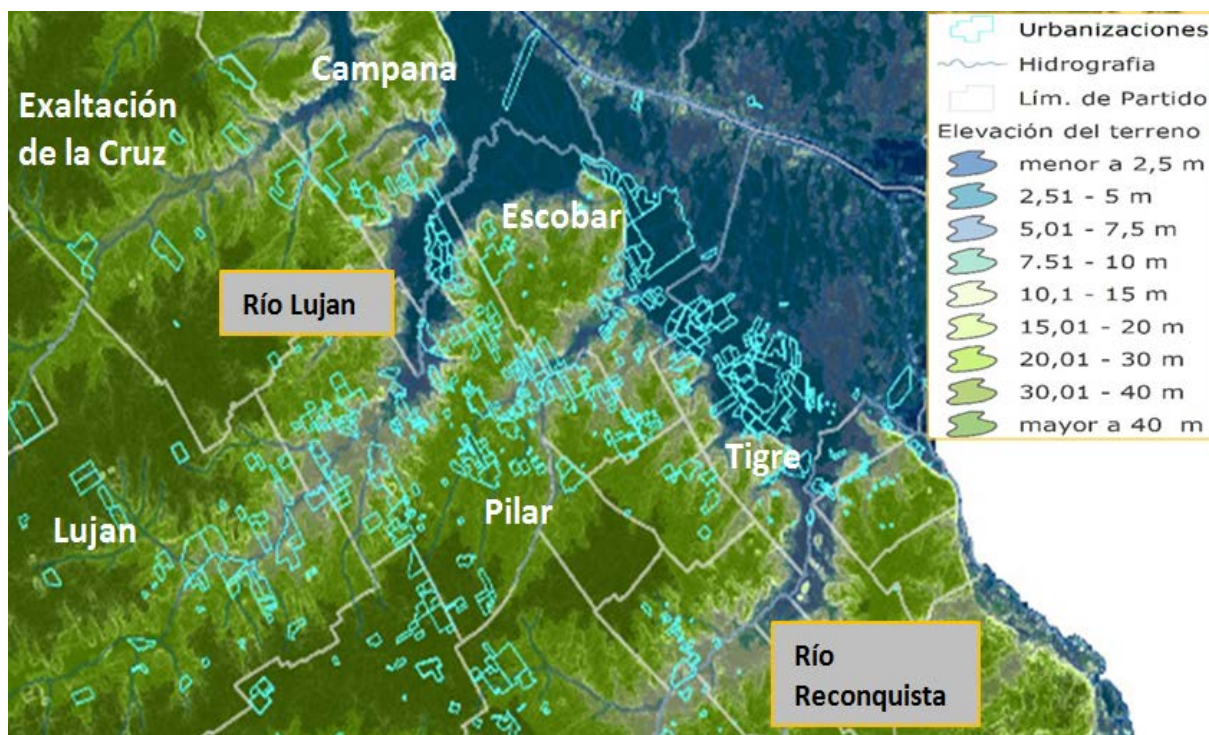 Campana
Exaltación
de la Cruz
Escobar
Río Lujan
Tigre
Pilar
Lujan
Río
Reconquista
Urbanizaciones
Hidrografia
Lím. de Partido
Elevación del terreno
menor a 2,5 m
2,51 - 5 m
5,01 - 7,5 m
7.51 - 10 m
10,1 - 15 m
15,01 - 20 m
20,01 - 30 m
30,01 - 40 m
mayor a 40 m